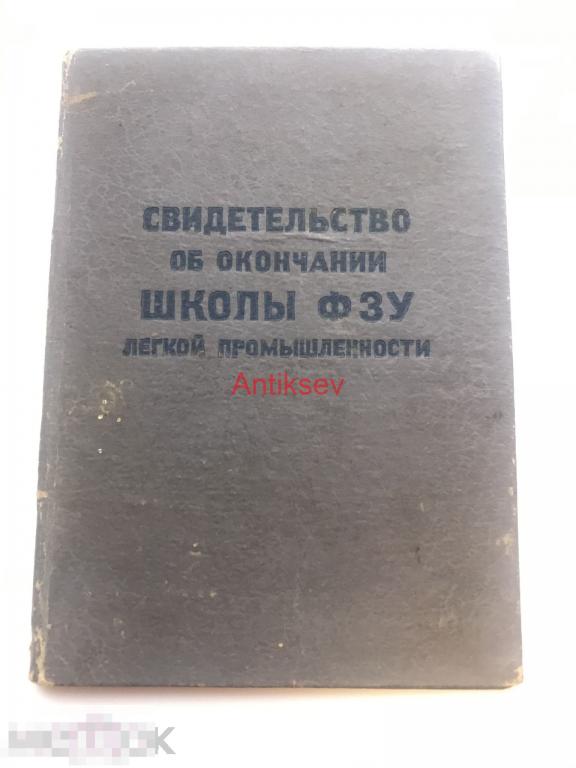 СВИДЕТЕЛЬСТВО
ОБ ОКОНЧАНИИ
ШКОЛЫ ФЗУ
ЛЕГКОЙ ПРОМЫШЛЕННОСТИ
Antiksev